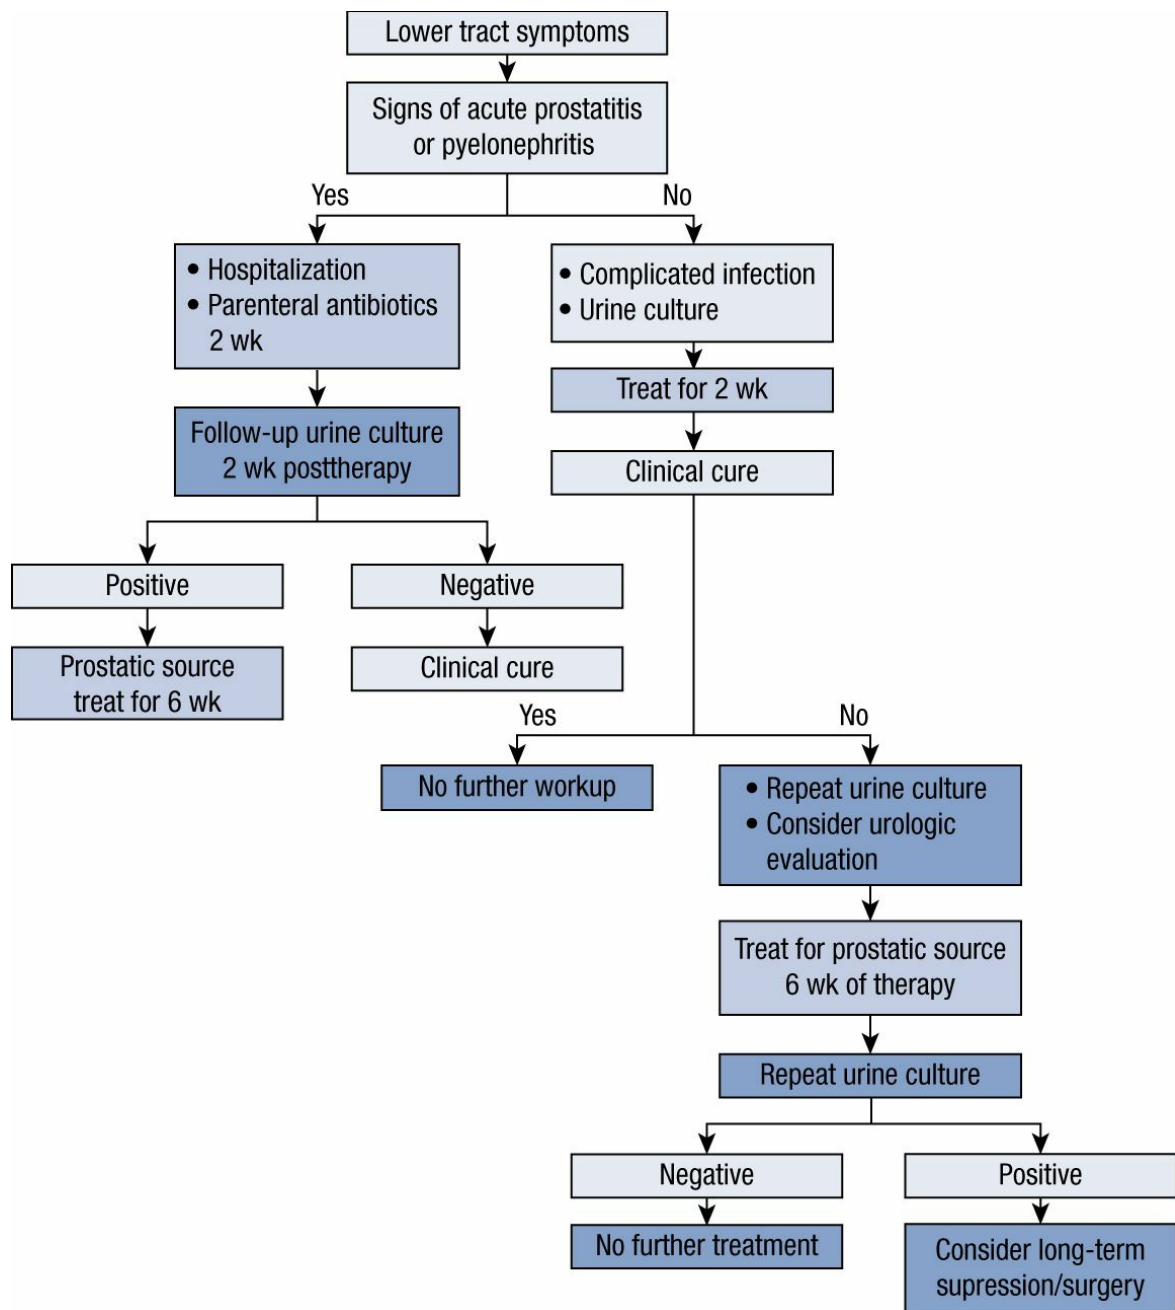 Lower tract symptoms
Signs of acute prostatitis
or pyelonephritis
Yes
No
• Hospitalization
• Parenteral antibiotics
2 wk
• Complicated infection
• Urine culture
Treat for 2 wk
Follow-up urine culture
2 wk posttherapy
Clinical cure
Positive
Negative
Prostatic source
treat for 6 wk
Clinical cure
Yes
No
No further workup
• Repeat urine culture
• Consider urologic
evaluation
Treat for prostatic source
6 wk of therapy
Repeat urine culture
Negative
Positive
No further treatment
Consider long-term
supression/surgery